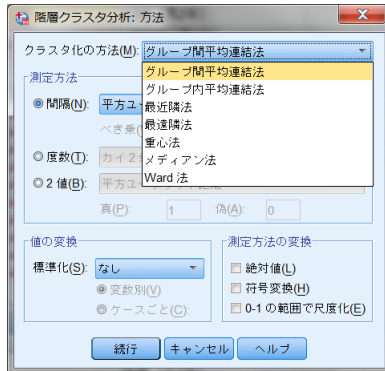 階層クラスタ分析: 方法
クラスタ化の方法(M): グループ間平均連結法
グループ間平均連結法
グループ内平均連結法
最近隣法
最遠隣法
重心法
メディアン法
Ward 法
測定方法
間隔(N): 平方ユー
べき乗(
度数(T): カイ2
2 値(B): 平方ユ
真(P): 1 偽(A): 0
値の変換
標準化(S): なし
変数別(V)
ケースごと(C):
測定方法の変換
絶対値(L)
符号変換(H)
0-1 の範囲で尺度化(E)
続行 キャンセル ヘルプ